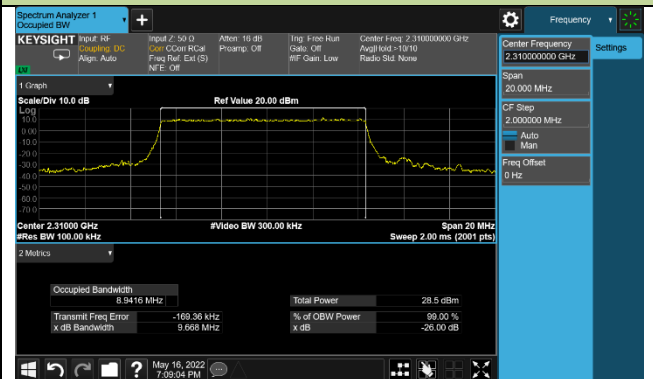 Spectrum Analyzer 1
Occupied BW
Frequency
KEYSIGHT
Input: RF
Coupling: DC
Align: Auto
Input Z: 50 Ω
Corr CCorr RCal
Freq Ref: Ext (S)
NFE: Off
Atten: 16 dB
Preamp: Off
Trig: Free Run
Gate: Off
#IF Gain: Low
Center Freq: 2.310000000 GHz
Avg|Hold:>10/10
Radio Std: None
LXI
Center Frequency
2.310000000 GHz
Settings
Span
20.000 MHz
CF Step
2.000000 MHz
Auto
Man
Freq Offset
0 Hz
1 Graph
Scale/Div 10.0 dB
Ref Value 20.00 dBm
Log
10.0
0.00
-10.0
-20.0
-30.0
-40.0
-50.0
-60.0
-70.0
Center 2.31000 GHz
#Video BW 300.00 kHz
Span 20 MHz
#Res BW 100.00 kHz
Sweep 2.00 ms (2001 pts)
2 Metrics
Occupied Bandwidth
8.9416 MHz
Total Power 28.5 dBm
Transmit Freq Error -169.36 kHz
% of OBW Power 99.00 %
x dB Bandwidth 9.668 MHz
x dB -26.00 dB
?
May 16, 2022
7:09:04 PM